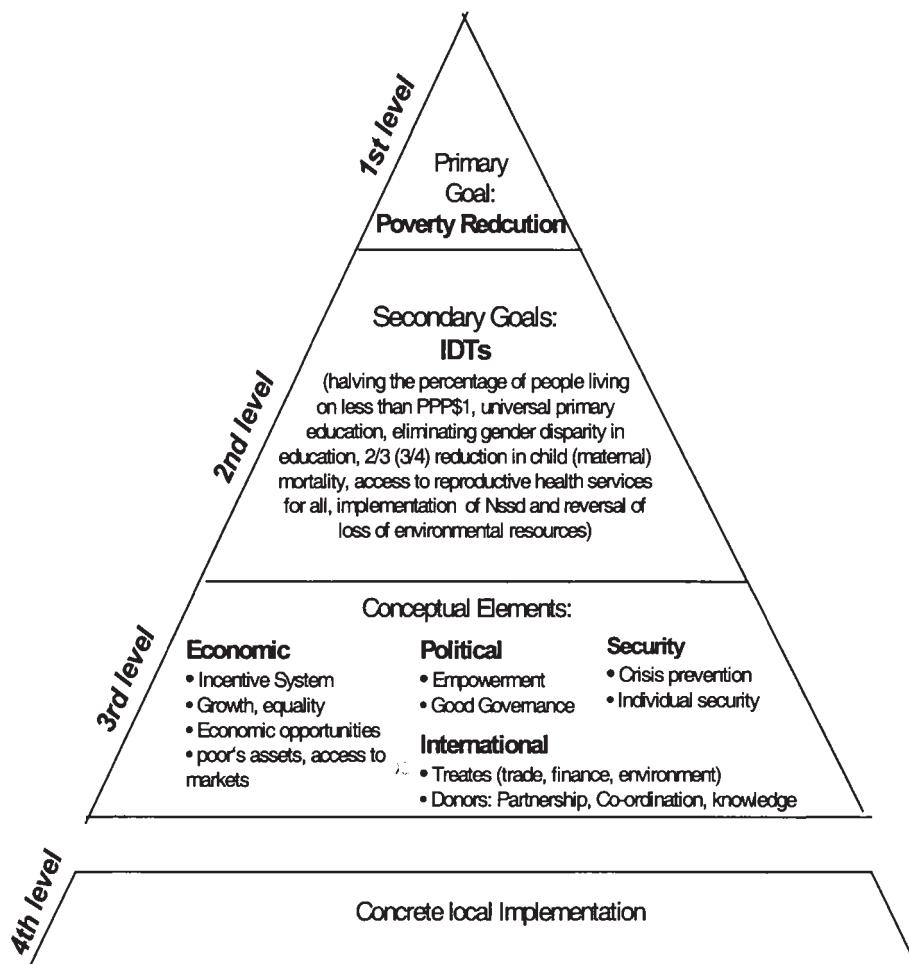 1st level
Primary
Goal:
Poverty Redcution
2nd level
Secondary Goals:
IDTs
(halving the percentage of people living
on less than PPP$1, universal primary
education, eliminating gender disparity in
education, 2/3 (3/4) reduction in child (maternal)
mortality, access to reproductive health services
for all, implementation of Nssd and reversal of
loss of environmental resources)
3rd level
Conceptual Elements:
Economic
• Incentive System
• Growth, equality
• Economic opportunities
• poor's assets, access to
markets
Political
• Empowerment
• Good Governance
Security
• Crisis prevention
• Individual security
International
• Treates (trade, finance, environment)
• Donors: Partnership, Co-ordination, knowledge
4th level
Concrete local Implementation